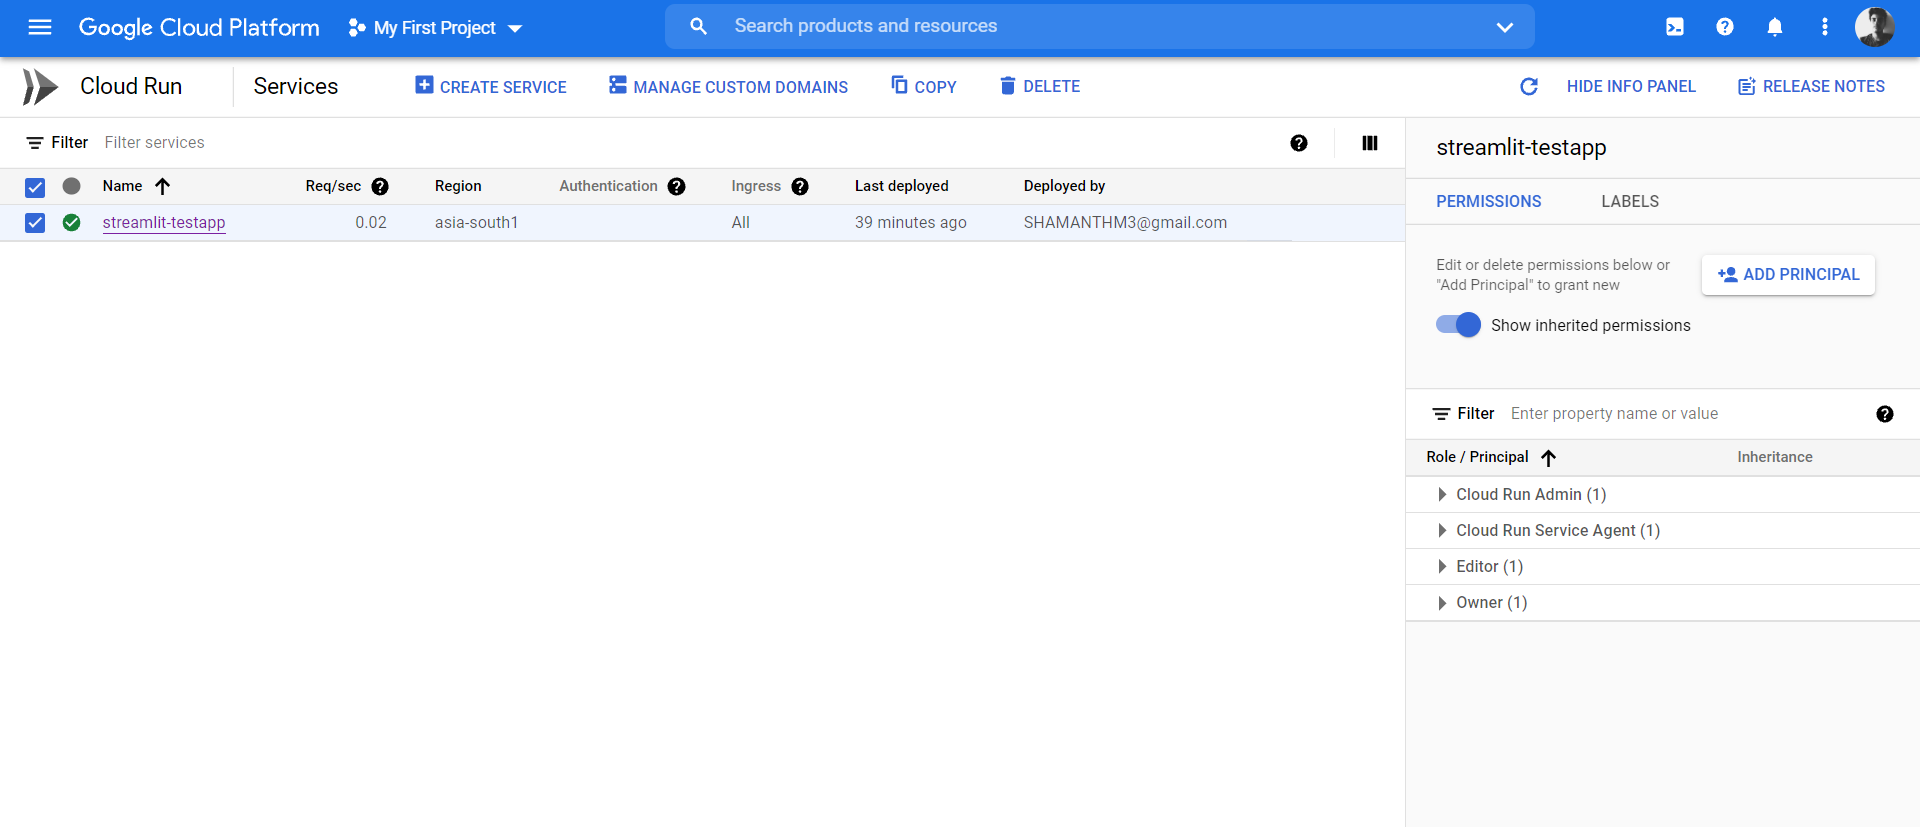 Google Cloud Platform My First Project Search products and resources
Cloud Run Services CREATE SERVICE MANAGE CUSTOM DOMAINS COPY DELETE HIDE INFO PANEL RELEASE NOTES
Filter Filter services
Name Req/sec Region Authentication Ingress Last deployed Deployed by
streamlit-testapp 0.02 asia-south1 All 39 minutes ago SHAMANTHM3@gmail.com
streamlit-testapp
PERMISSIONS LABELS
Edit or delete permissions below or
"Add Principal" to grant new
ADD PRINCIPAL
Show inherited permissions
Filter Enter property name or value
Role / Principal Inheritance
Cloud Run Admin (1)
Cloud Run Service Agent (1)
Editor (1)
Owner (1)